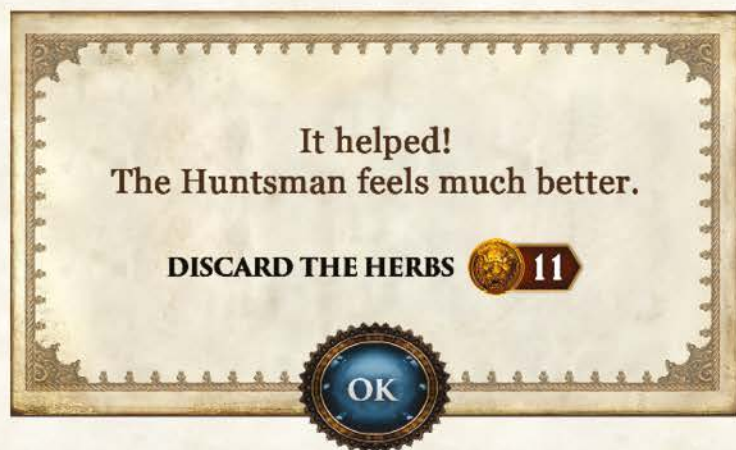 It helped!
The Huntsman feels much better.
DISCARD THE HERBS 11
OK